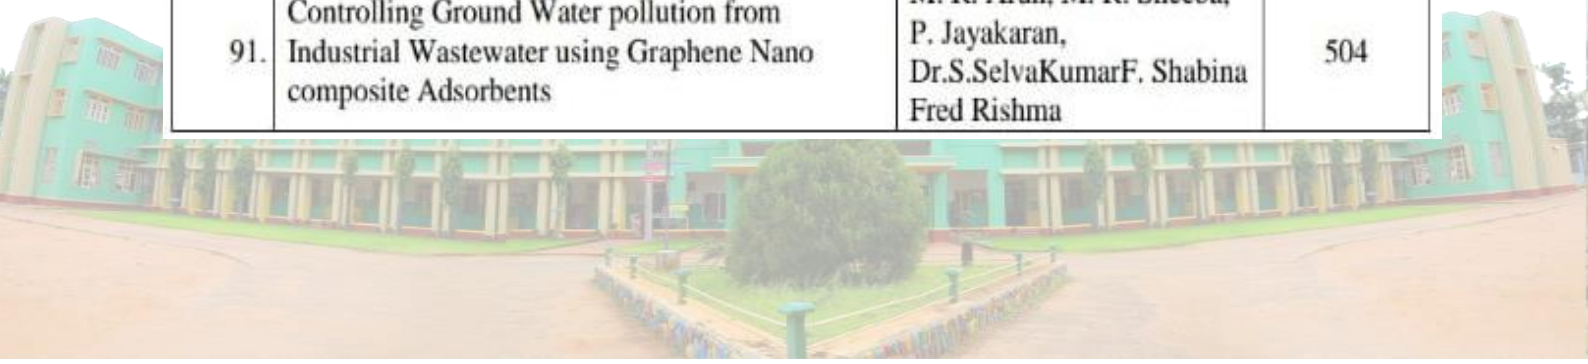 91.
Controlling Ground Water pollution from
Industrial Wastewater using Graphene Nano
composite Adsorbents
P. Jayakaran,
Dr.S.SelvaKumarF. Shabina
Fred Rishma
504